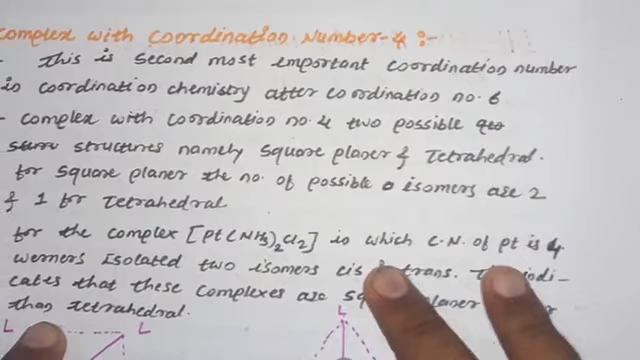 complex with coordination Number-4 :-
- This is second most important coordination number
in coordination chemistry after coordination no. 6
- complex with coordination no. 4 two possible
structures namely square planer & Tetrahedral.
for square planer the no. of possible isomers are 2
& 1 for Tetrahedral
for the complex [Pt(NH3)2Cl2] in which C.N. of pt is 4
werners isolated two isomers cis & trans. indi-
cates that these complexes are
than tetrahedral.
L L L